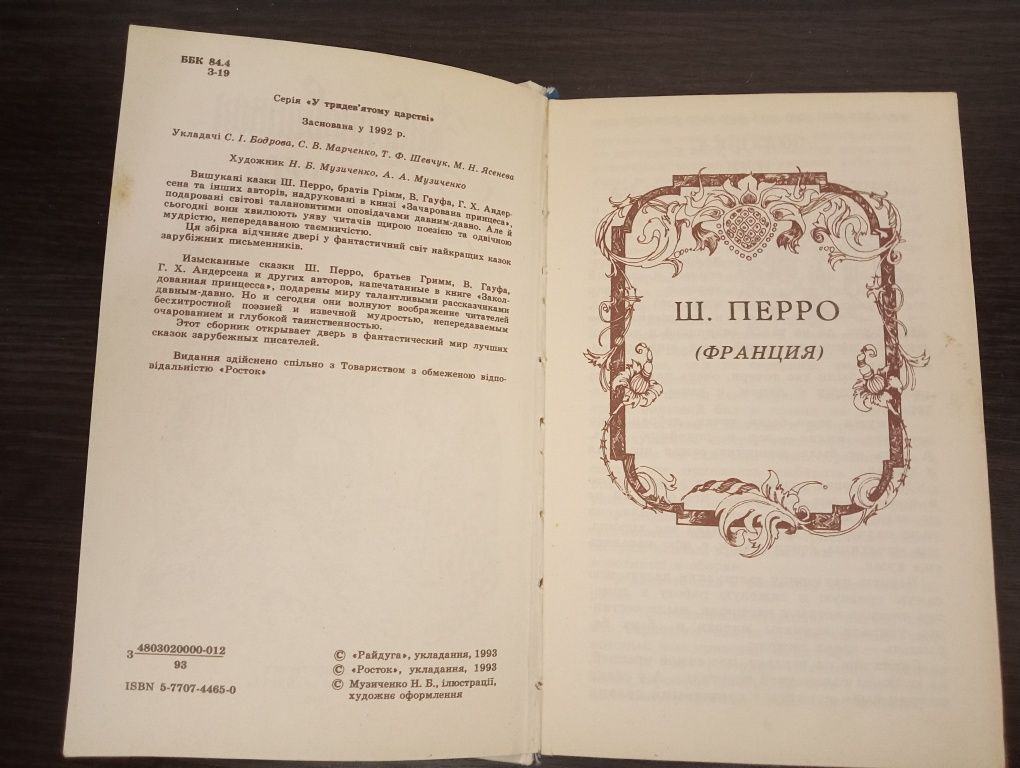 ББК 84.4
З-19
Серія «У тридев'ятому царстві»
Заснована у 1992 р.
Укладачі С. І. Бодрова, С. В. Марченко, Т. Ф. Шевчук, М. Н. Ясенєва
Художник Н. Б. Музиченко, А. А. Музиченко
Вишукані казки Ш. Перро, братів Грімм, В. Гауфа, Г. Х. Андер-
сена та інших авторів, надруковані в книзі «Зачарована принцеса»,
подаровані світові талановитими оповідачами давним-давно. Але й
сьогодні вони хвилюють уяву читачів щирою поезією та одвічною
мудрістю, непередаваною таємничістю.
Ця збірка відчиняє двері у фантастичний світ найкращих казок
зарубіжних письменників.
Изысканные сказки Ш. Перро, братьев Гримм, В. Гауфа,
Г. Х. Андерсена и других авторов, напечатанные в книге «Закол-
дованная принцесса», подарены миру талантливыми рассказчиками
давным-давно. Но и сегодня они волнуют воображение читателей
бесхитростной поэзией и извечной мудростью, непередаваемым
очарованием и глубокой таинственностью.
Этот сборник открывает дверь в фантастический мир лучших
сказок зарубежных писателей.
Видання здійснено спільно з Товариством з обмеженою відпо-
відальністю «Росток»
З 4803020000-012
93
ISBN 5-7707-4465-0
© «Райдуга», укладання, 1993
© «Росток», укладання, 1993
© Музиченко Н. Б., ілюстрації,
художнє оформлення
Ш. ПЕРРО
(ФРАНЦИЯ)